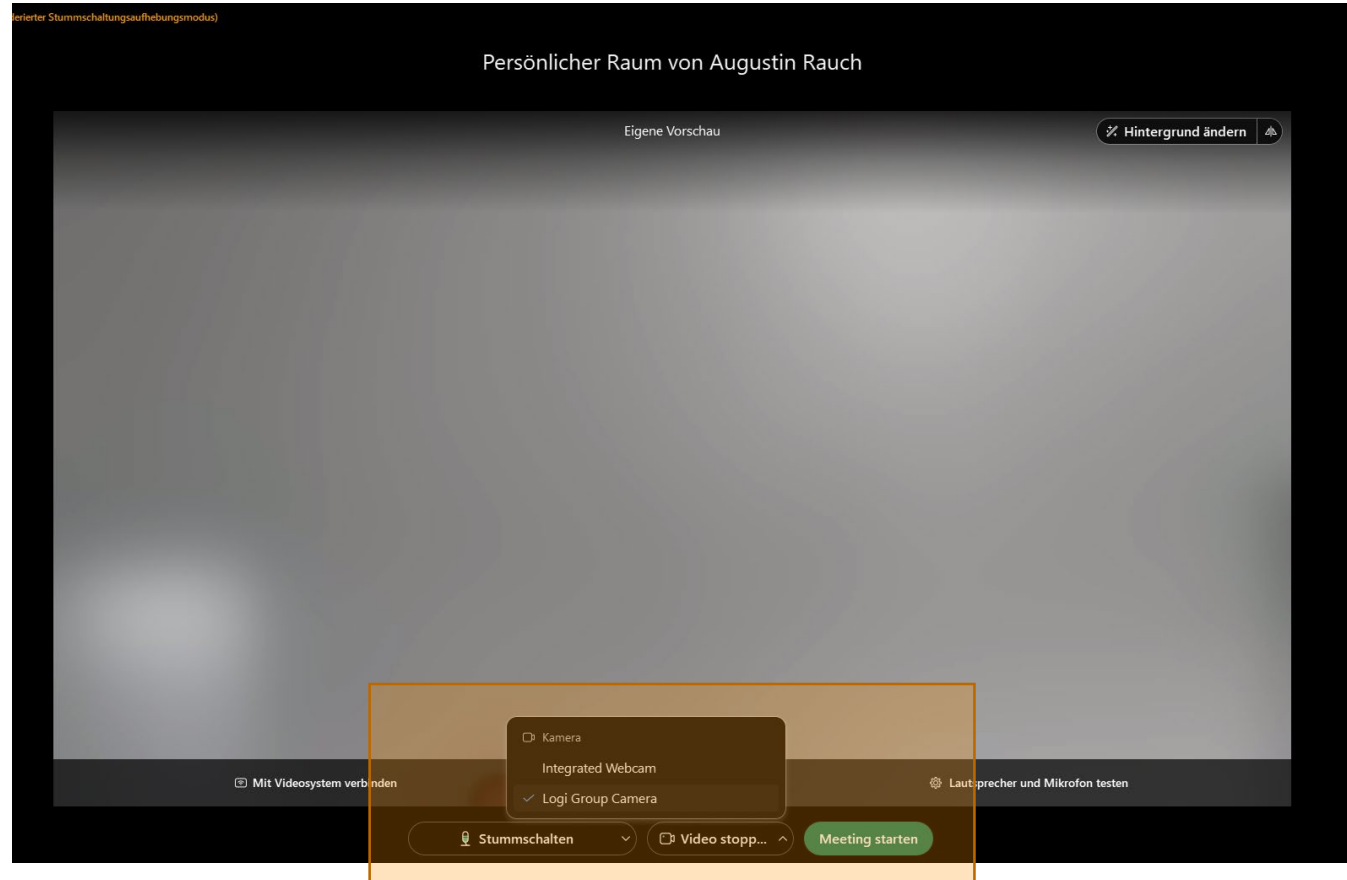 lerierter Stummschaltungsaufhebungsmodus)
Persönlicher Raum von Augustin Rauch
Eigene Vorschau
Hintergrund ändern
Kamera
Integrated Webcam
Logi Group Camera
Mit Videosystem verbinden
Lautsprecher und Mikrofon testen
Stummschalten
Video stopp...
Meeting starten